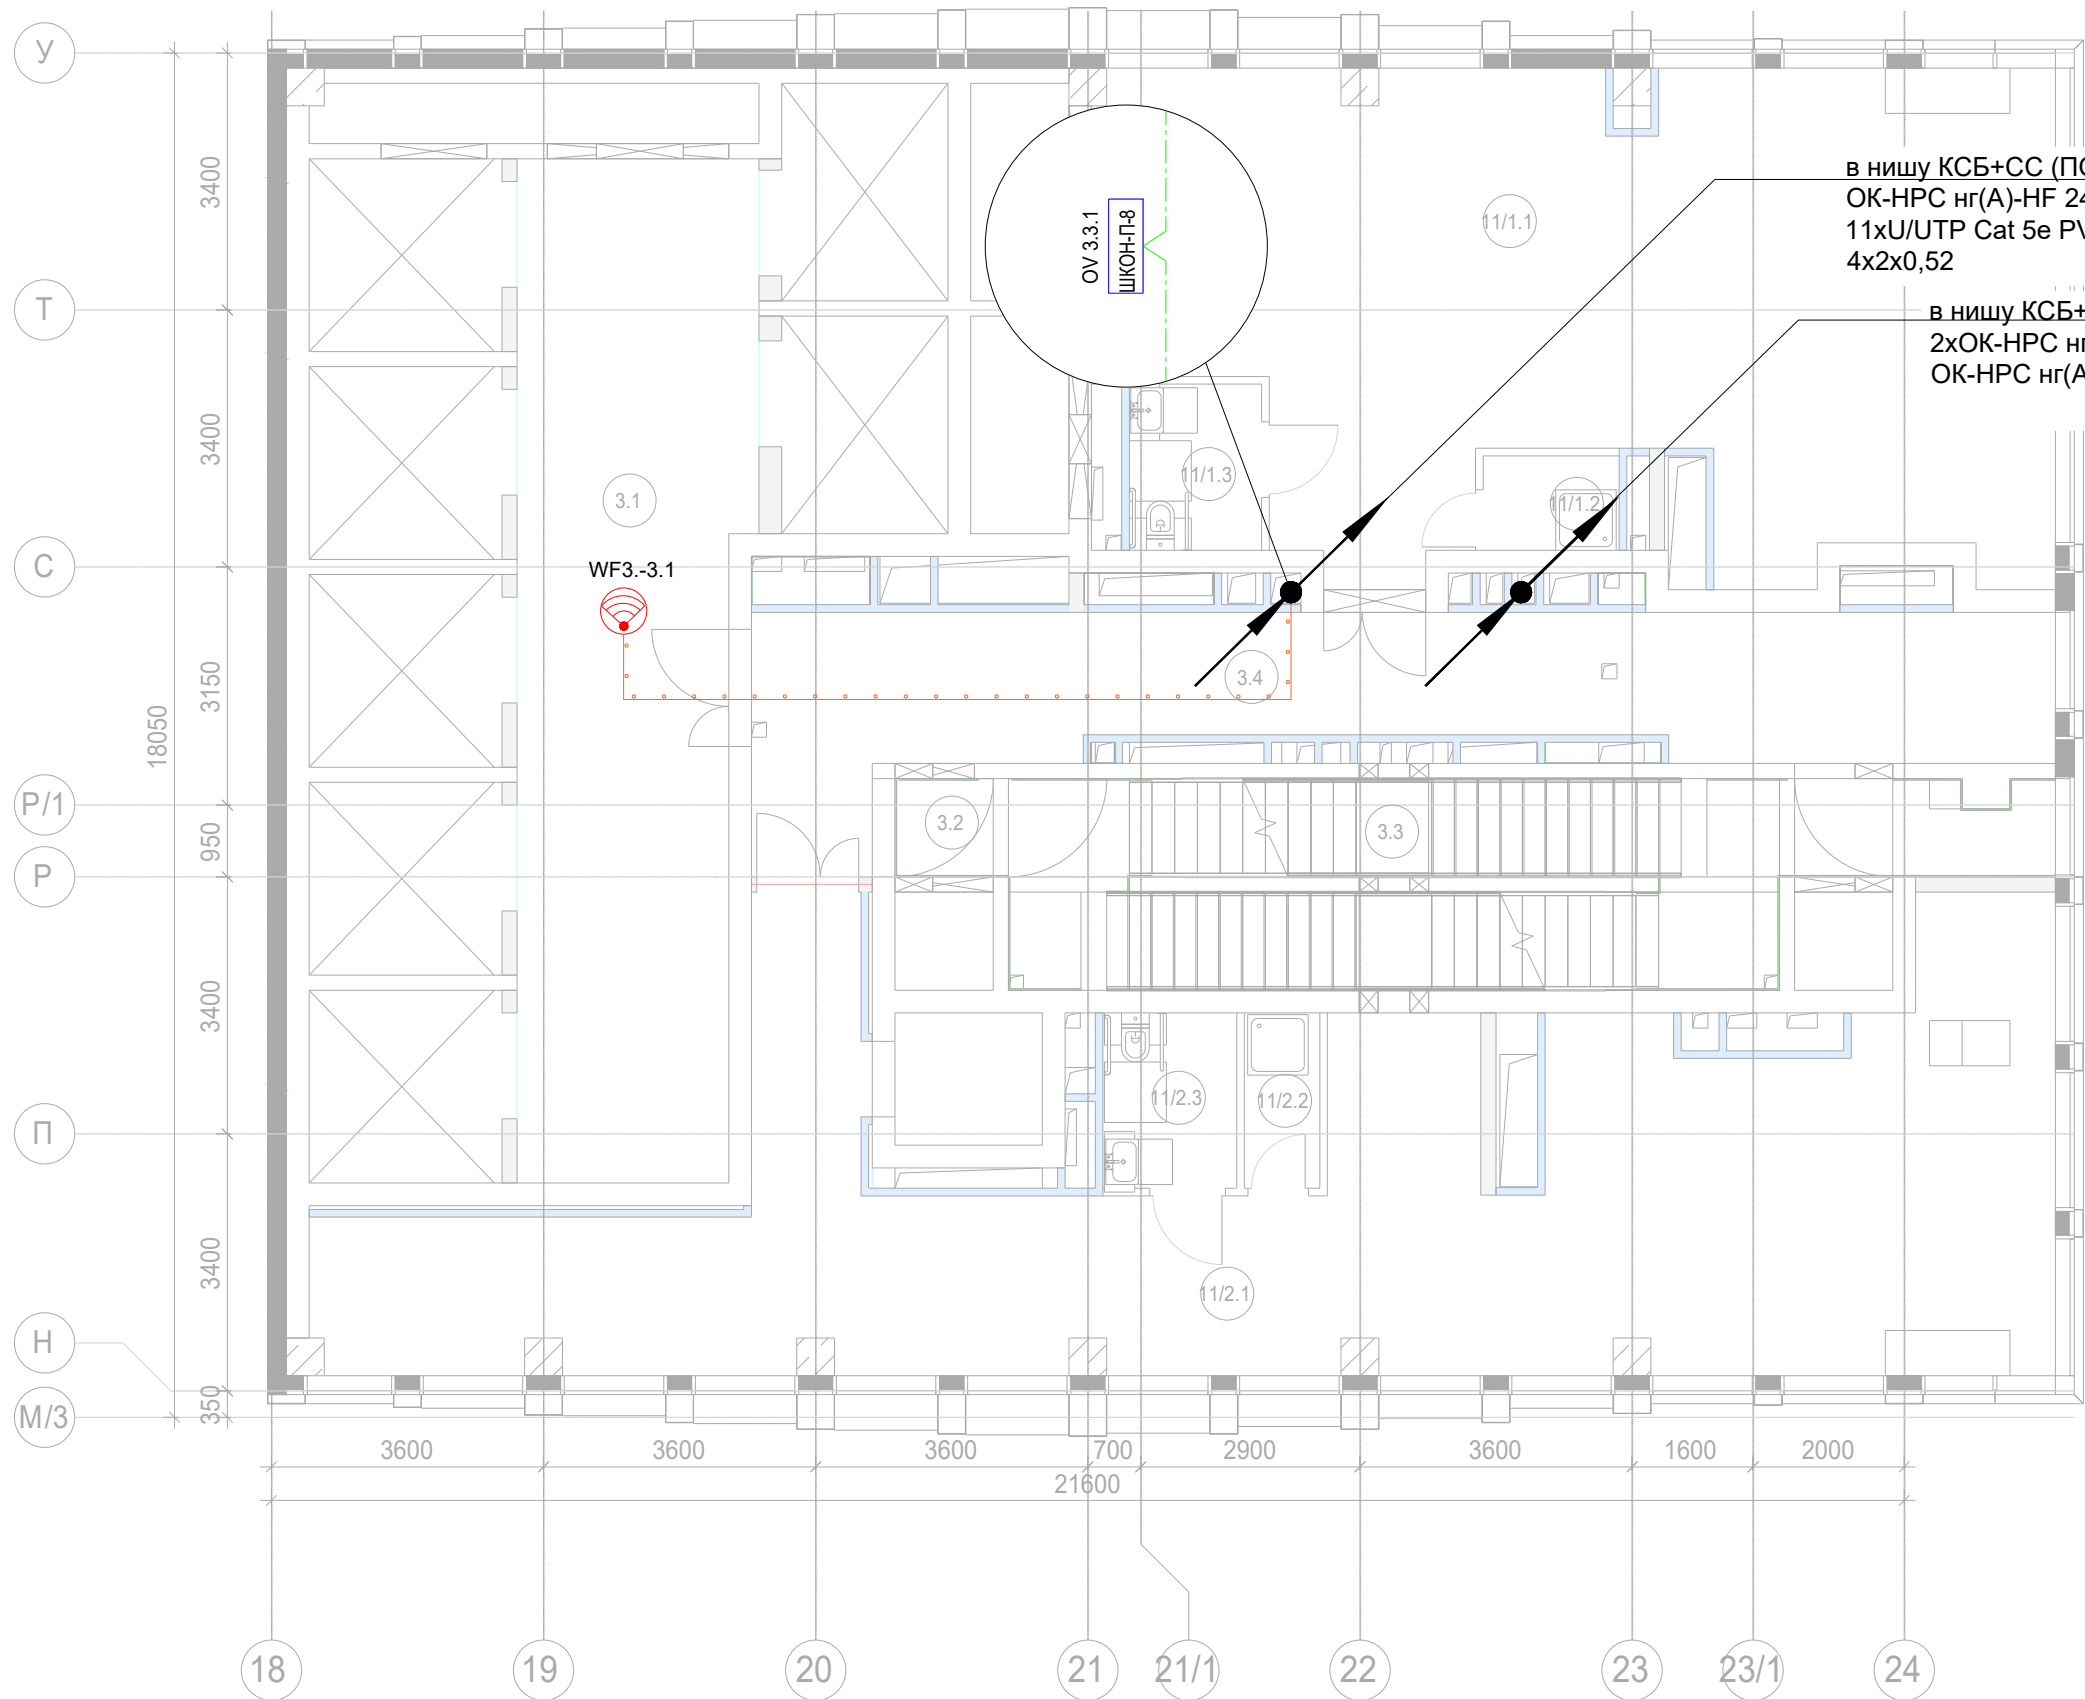 У
Т
С
Р/1
Р
П
Н
М/3
3400
3400
3150
950
3400
3400
350
18050
OV 3.3.1
ШКОН-П-8
в нишу КСБ+СС (ПО
ОК-НРС нг(А)-HF 24
11xU/UTP Cat 5e PV
4x2x0,52
в нишу КСБ+
2хОК-НРС нг
ОК-НРС нг(А
11/1.1
11/1.3
11/1.2
3.1
WF3.-3.1
3.4
3.2
3.3
11/2.3
11/2.2
11/2.1
3600
3600
3600
700
2900
3600
1600
2000
21600
18
19
20
21
21/1
22
23
23/1
24